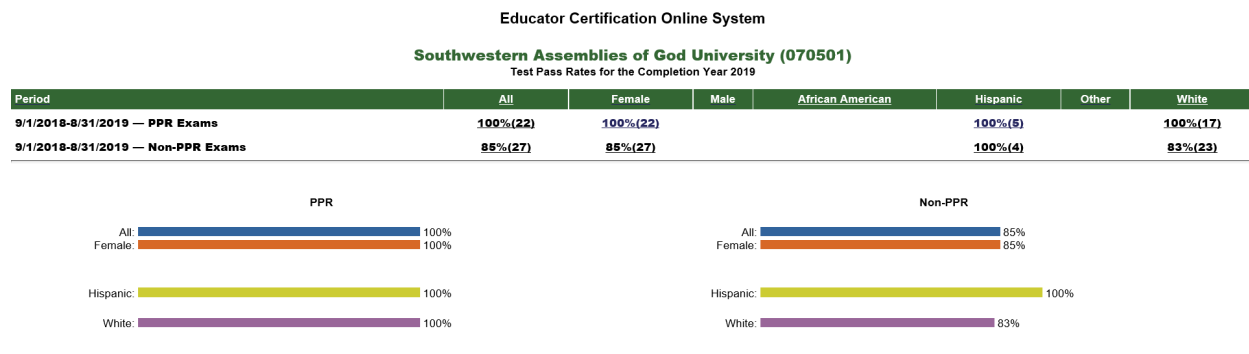 Educator Certification Online System
Southwestern Assemblies of God University (070501)
Test Pass Rates for the Completion Year 2019
Period All Female Male African American Hispanic Other White
9/1/2018-8/31/2019 — PPR Exams 100%(22) 100%(22) 100%(5) 100%(17)
9/1/2018-8/31/2019 — Non-PPR Exams 85%(27) 85%(27) 100%(4) 83%(23)
PPR Non-PPR
All: 100% All: 85%
Female: 100% Female: 85%
Hispanic: 100% Hispanic: 100%
White: 100% White: 83%